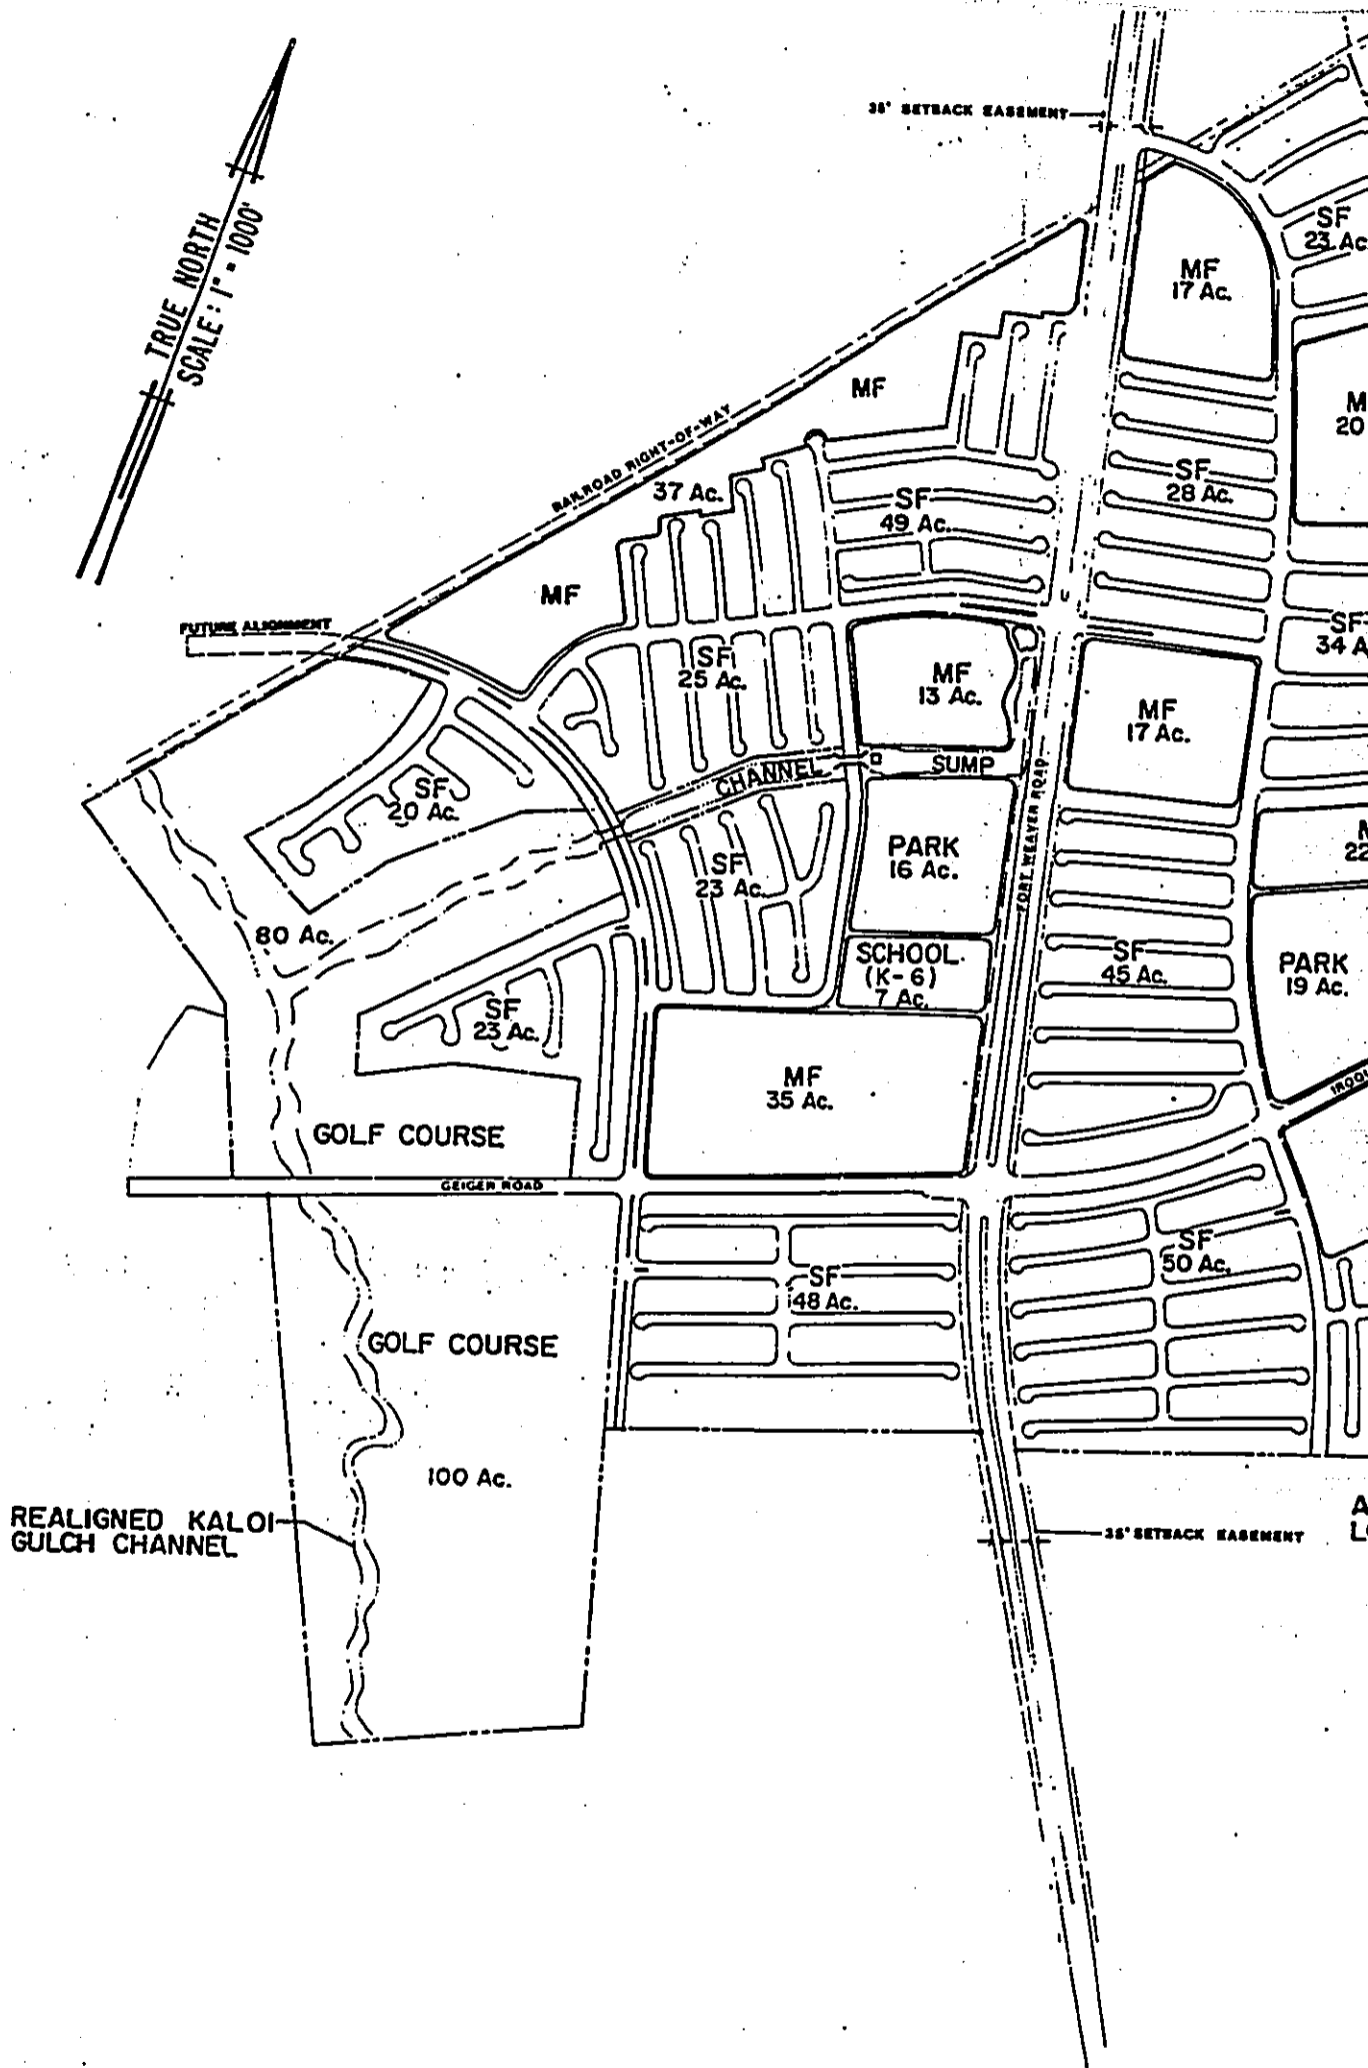 35' SETBACK EASEMENT
TRUE NORTH
SCALE: 1" = 1000'
SF
23 Ac.
MF
17 Ac.
MF
RAILROAD RIGHT-OF-WAY
37 Ac.
SF
49 Ac.
SF
28 Ac.
M
20
MF
FUTURE ALIGNMENT
SF
25 Ac.
MF
13 Ac.
SF
34 A
MF
17 Ac.
SUMP
CHANNEL
SF
20 Ac.
FORT WEAVER ROAD
PARK
16 Ac.
SF
23 Ac.
22
80 Ac.
SCHOOL
(K-6)
7 Ac.
SF
45 Ac.
PARK
19 Ac.
SF
23 Ac.
MF
35 Ac.
IROQU
GOLF COURSE
GEIGER ROAD
SF
50 Ac.
SF
48 Ac.
GOLF COURSE
100 Ac.
REALIGNED KALOI
GULCH CHANNEL
35' SETBACK EASEMENT
A